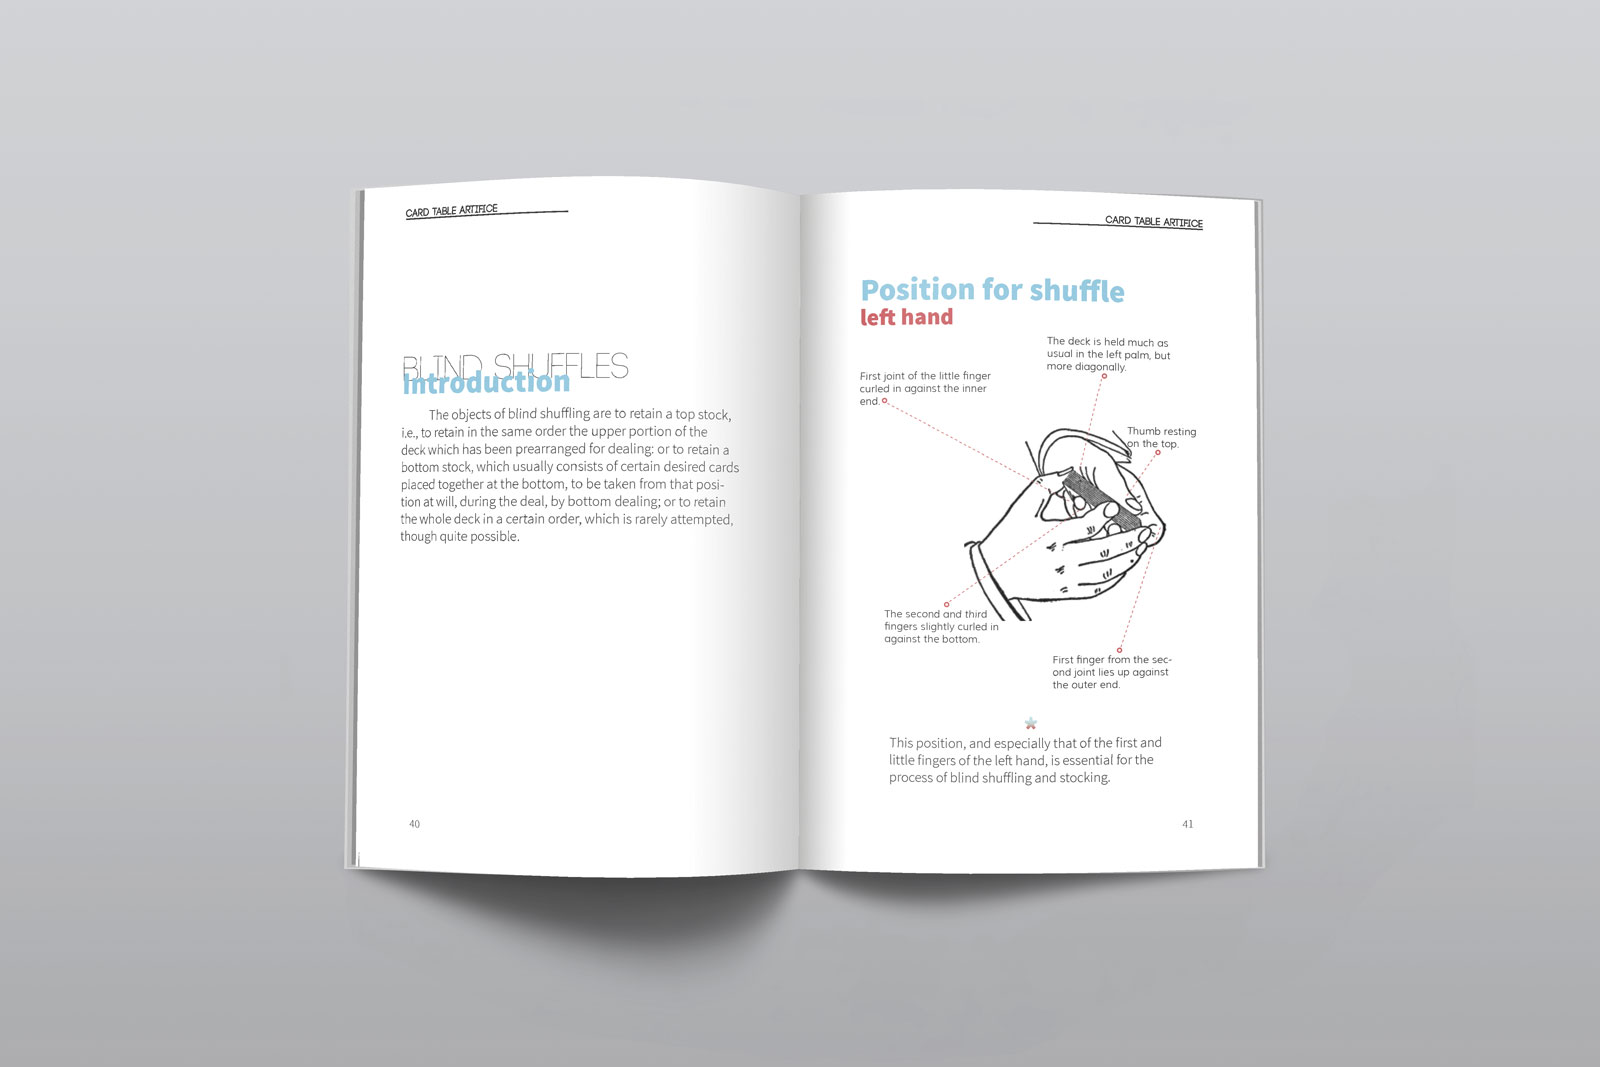 CARD TABLE ARTIFICE
BLIND SHUFFLES
Introduction
The objects of blind shuffling are to retain a top stock,
i.e., to retain in the same order the upper portion of the
deck which has been prearranged for dealing: or to retain a
bottom stock, which usually consists of certain desired cards
placed together at the bottom, to be taken from that posi-
tion at will, during the deal, by bottom dealing; or to retain
the whole deck in a certain order, which is rarely attempted,
though quite possible.
40
CARD TABLE ARTIFICE
Position for shuffle
left hand
The deck is held much as
usual in the left palm, but
more diagonally.
First joint of the little finger
curled in against the inner
end.
Thumb resting
on the top.
The second and third
fingers slightly curled in
against the bottom.
First finger from the sec-
ond joint lies up against
the outer end.
This position, and especially that of the first and
little fingers of the left hand, is essential for the
process of blind shuffling and stocking.
41